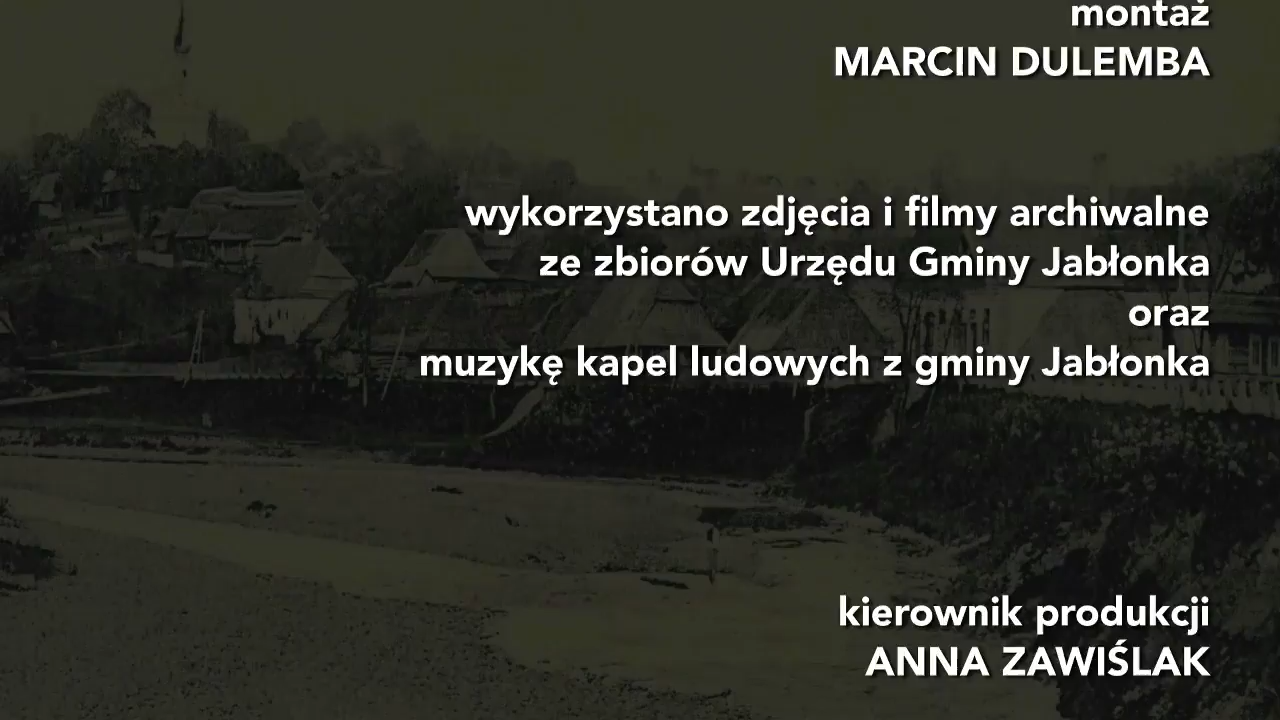 montaż
MARCIN DULEMBA
wykorzystano zdjęcia i filmy archiwalne
ze zbiorów Urzędu Gminy Jabłonka
oraz
muzykę kapel ludowych z gminy Jabłonka
kierownik produkcji
ANNA ZAWIŚLAK